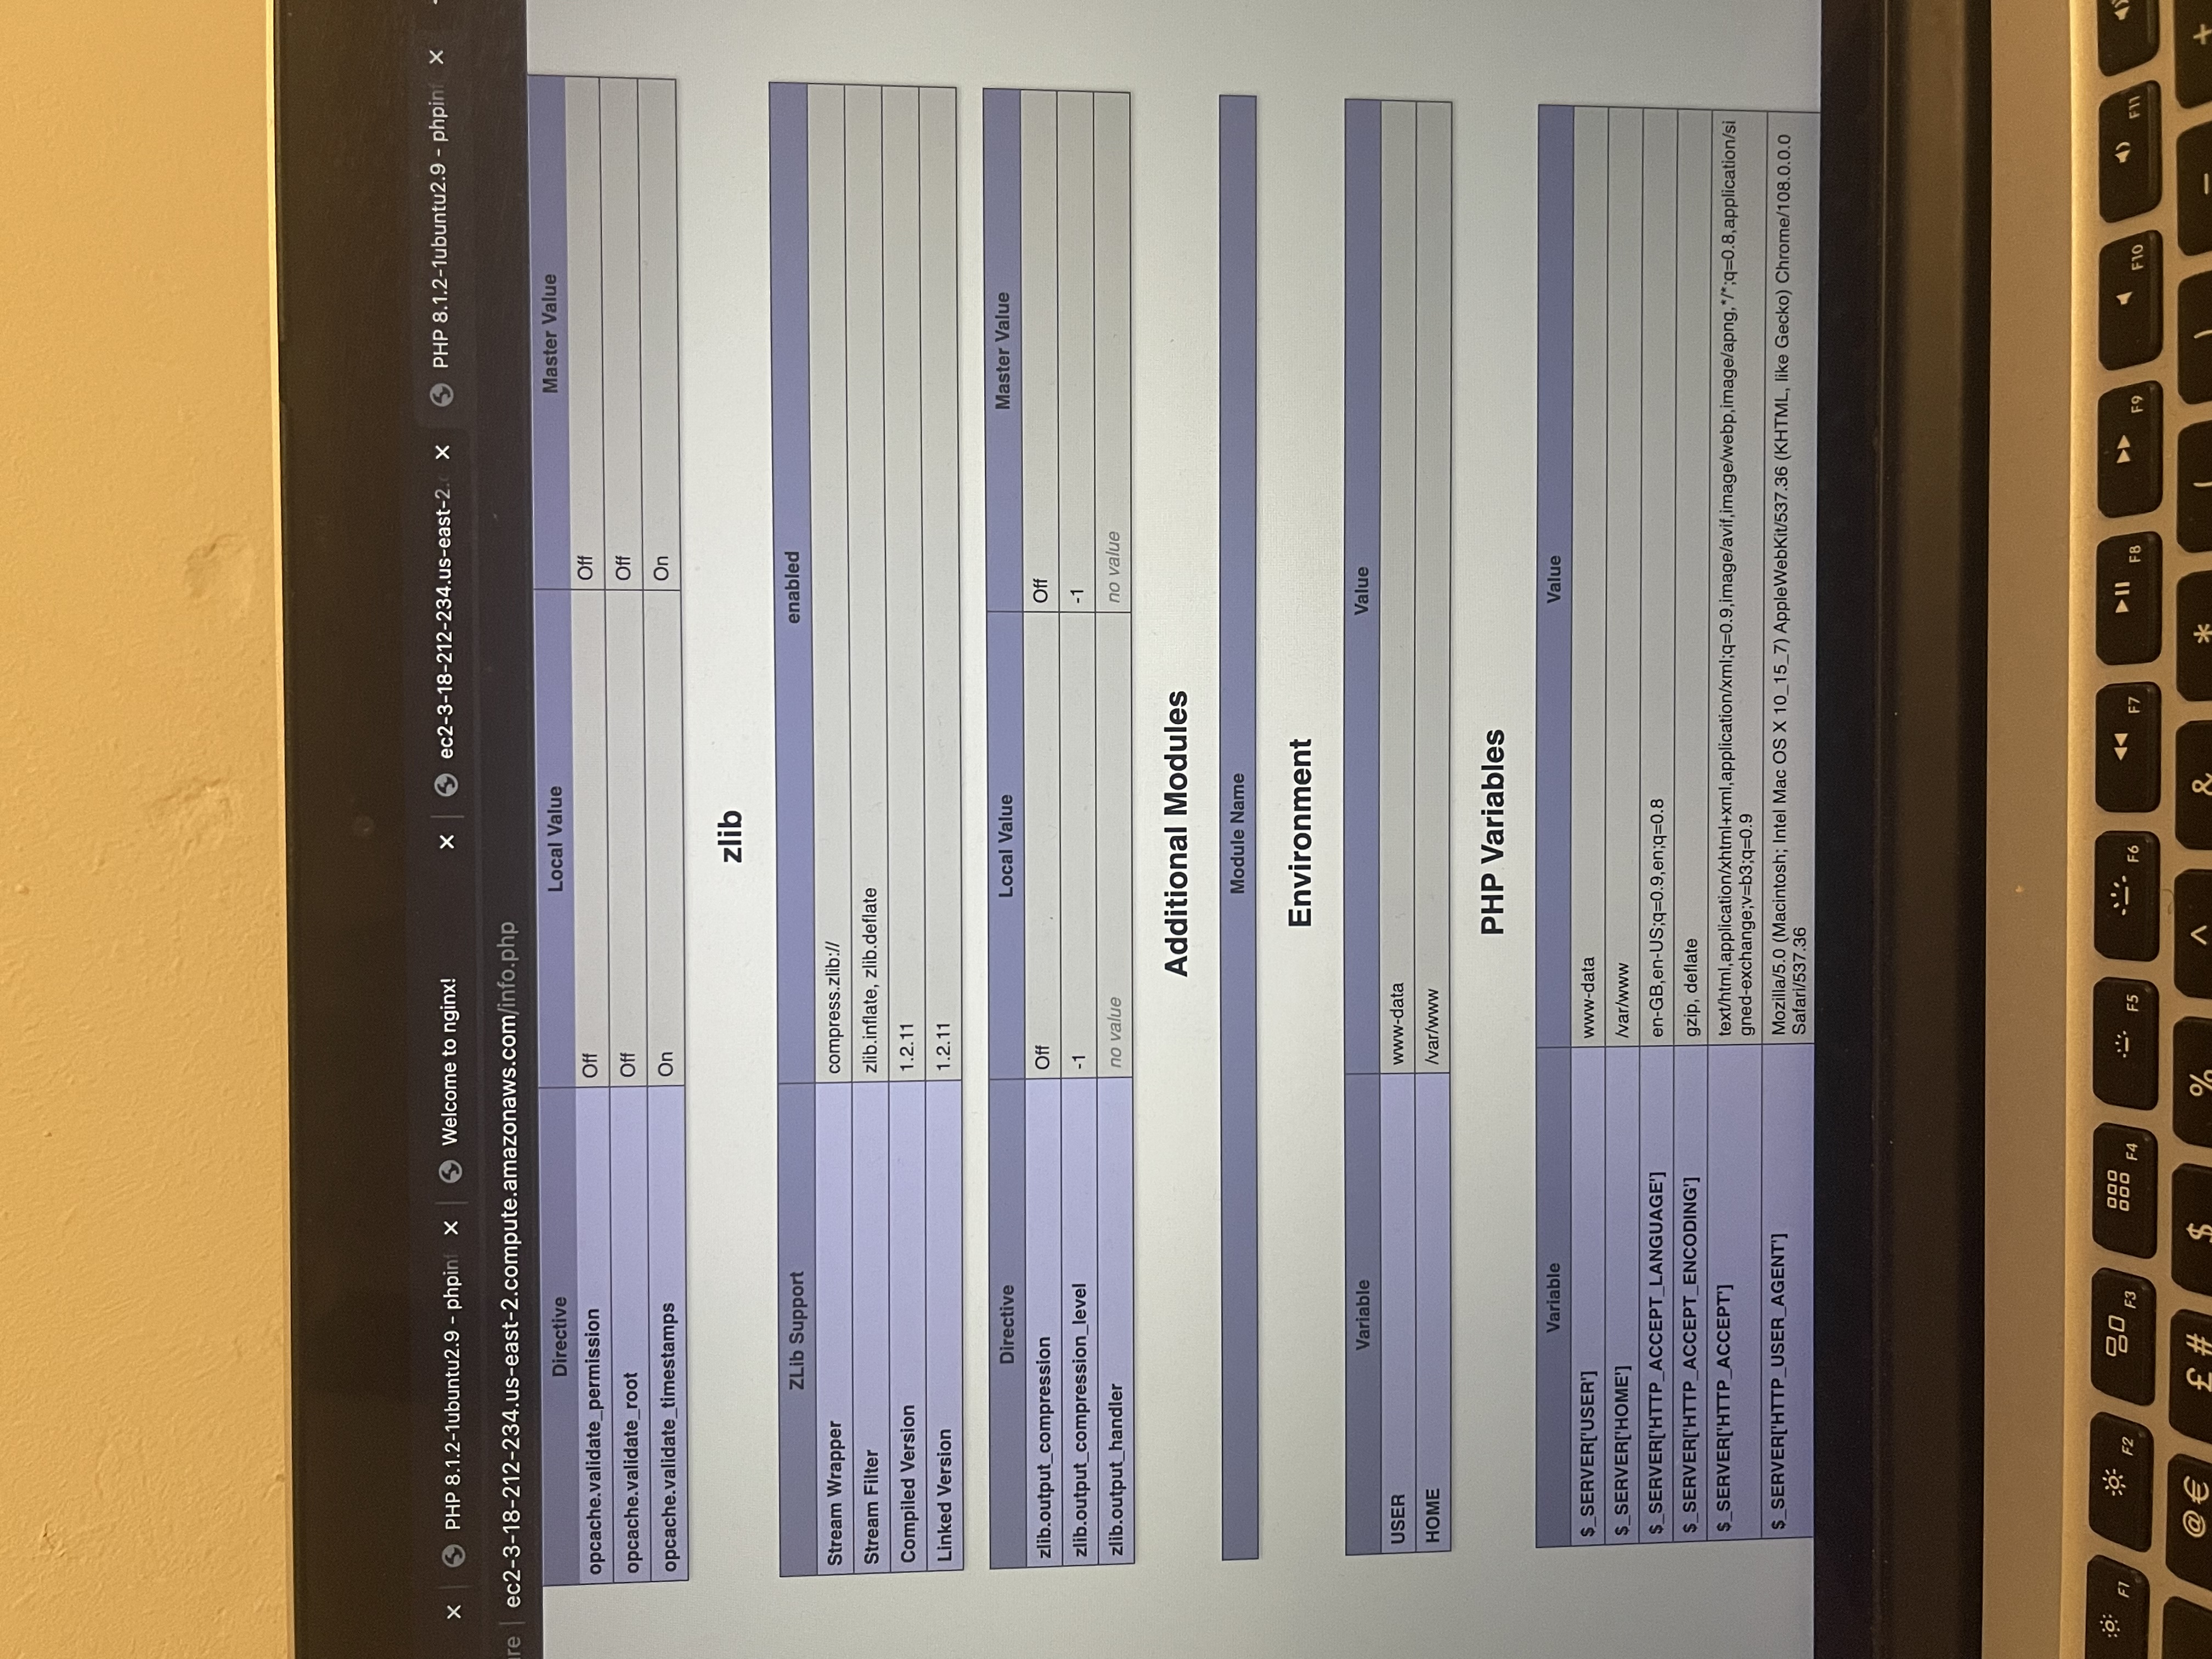 PHP 8.1.2-1ubuntu2.9 - phpinf
Welcome to nginx!
ec2-3-18-212-234.us-east-2.c
PHP 8.1.2-1ubuntu2.9 - phpinf
re | ec2-3-18-212-234.us-east-2.compute.amazonaws.com/info.php
Directive Local Value Master Value
opcache.validate_permission Off Off
opcache.validate_root Off Off
opcache.validate_timestamps On On
zlib
ZLib Support enabled
Stream Wrapper compress.zlib://
Stream Filter zlib.inflate, zlib.deflate
Compiled Version 1.2.11
Linked Version 1.2.11
Directive Local Value Master Value
zlib.output_compression Off Off
zlib.output_compression_level -1 -1
zlib.output_handler no value no value
Additional Modules
Module Name
Environment
Variable Value
USER www-data
HOME /var/www
PHP Variables
Variable Value
$_SERVER['USER'] www-data
$_SERVER['HOME'] /var/www
$_SERVER['HTTP_ACCEPT_LANGUAGE'] en-GB,en-US;q=0.9,en;q=0.8
$_SERVER['HTTP_ACCEPT_ENCODING'] gzip, deflate
$_SERVER['HTTP_ACCEPT'] text/html,application/xhtml+xml,application/xml;q=0.9,image/avif,image/webp,image/apng,*/*;q=0.8,application/si
gned-exchange;v=b3;q=0.9
$_SERVER['HTTP_USER_AGENT'] Mozilla/5.0 (Macintosh; Intel Mac OS X 10_15_7) AppleWebKit/537.36 (KHTML, like Gecko) Chrome/108.0.0.0
Safari/537.36
F1 F2 F3 F4 F5 F6 F7 F8 F9 F10 F11
@ € £ # $ % ^ & * ( ) – +